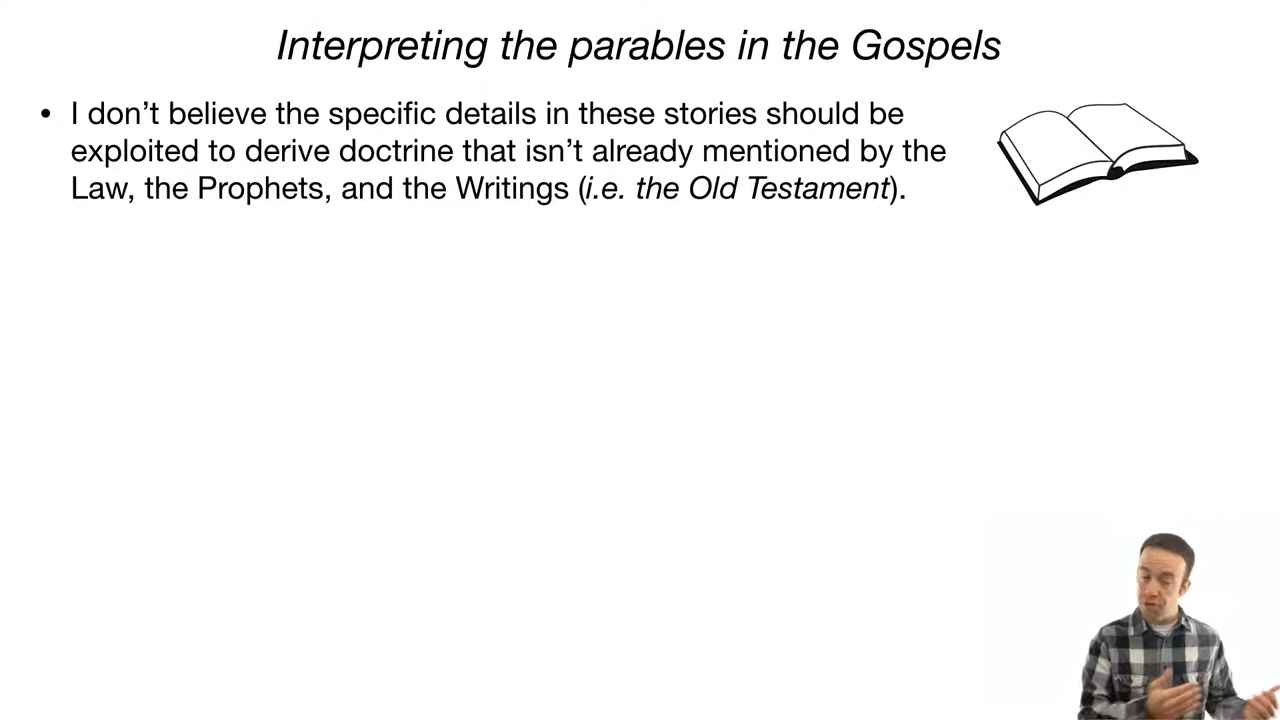 Interpreting the parables in the Gospels
• I don’t believe the specific details in these stories should be
exploited to derive doctrine that isn’t already mentioned by the
Law, the Prophets, and the Writings (i.e. the Old Testament).